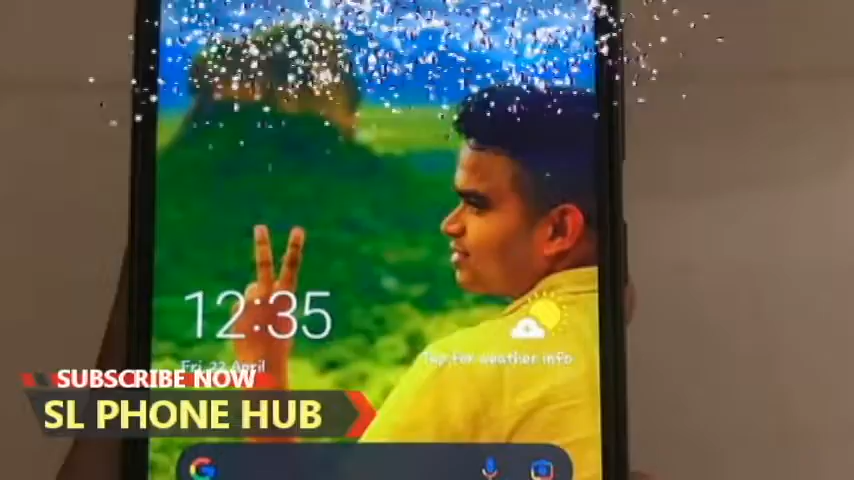 12:35
Fri, 22 April
Tap for weather info
SUBSCRIBE NOW
SL PHONE HUB